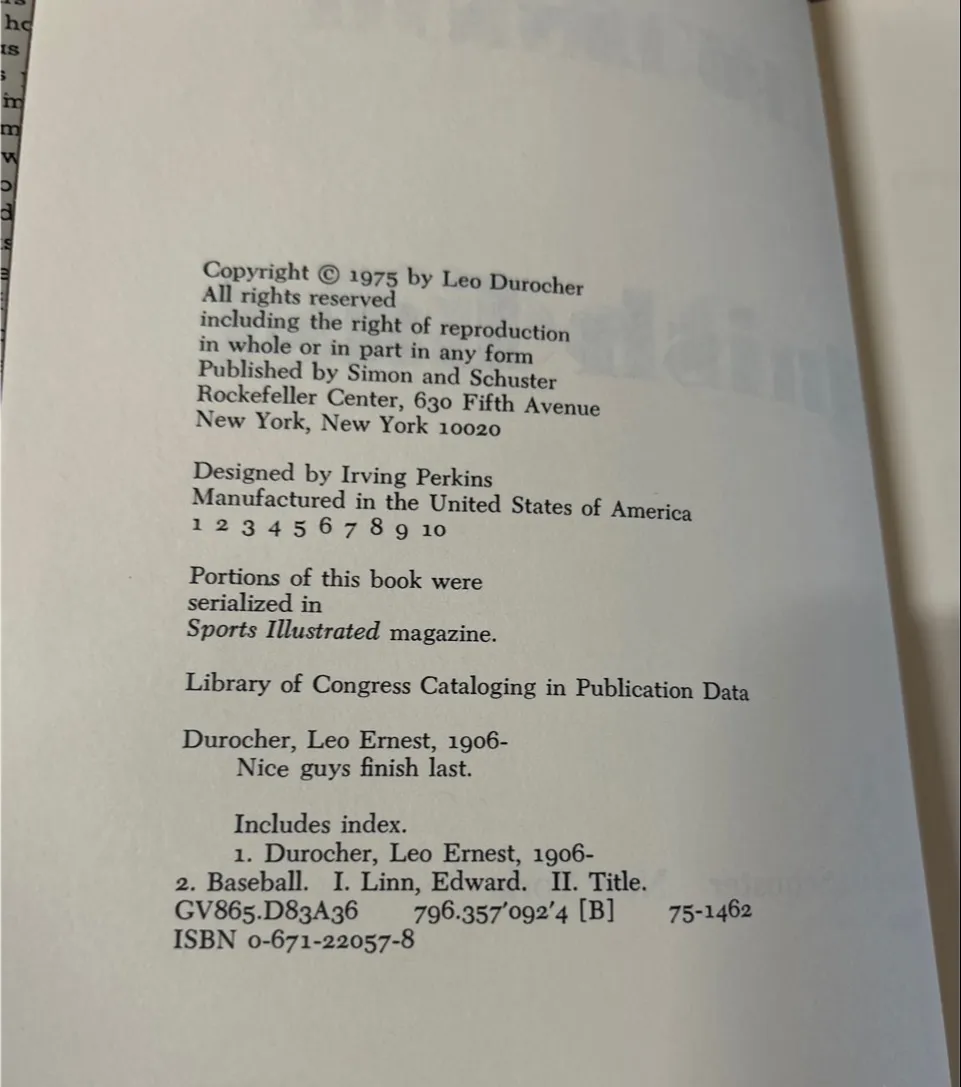 Copyright © 1975 by Leo Durocher
All rights reserved
including the right of reproduction
in whole or in part in any form
Published by Simon and Schuster
Rockefeller Center, 630 Fifth Avenue
New York, New York 10020
Designed by Irving Perkins
Manufactured in the United States of America
1 2 3 4 5 6 7 8 9 10
Portions of this book were
serialized in
Sports Illustrated magazine.
Library of Congress Cataloging in Publication Data
Durocher, Leo Ernest, 1906-
Nice guys finish last.
Includes index.
1. Durocher, Leo Ernest, 1906-
2. Baseball. I. Linn, Edward. II. Title.
GV865.D83A36 796.357'092'4 [B] 75-1462
ISBN 0-671-22057-8